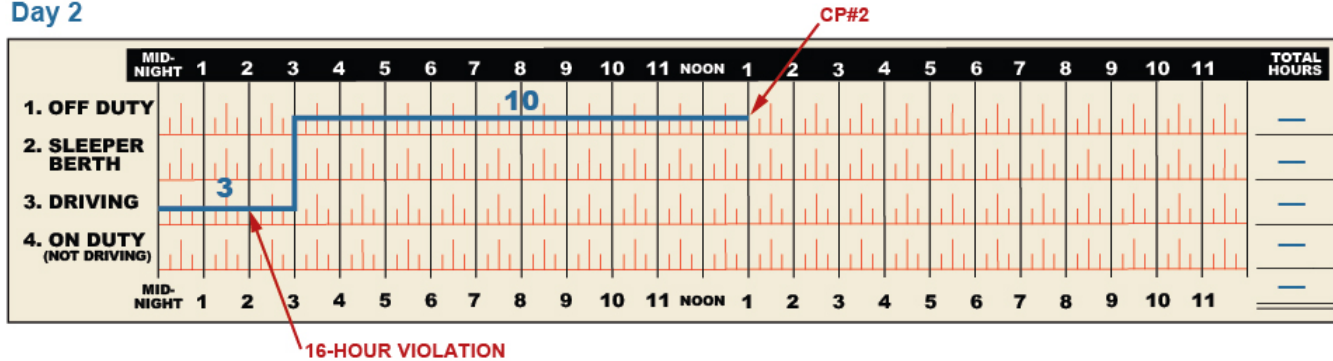 Day 2
CP#2
MID-NIGHT 1 2 3 4 5 6 7 8 9 10 11 NOON 1 2 3 4 5 6 7 8 9 10 11 TOTAL HOURS
1. OFF DUTY 10 —
2. SLEEPER BERTH —
3. DRIVING 3 —
4. ON DUTY (NOT DRIVING) —
MID-NIGHT 1 2 3 4 5 6 7 8 9 10 11 NOON 1 2 3 4 5 6 7 8 9 10 11 —
16-HOUR VIOLATION